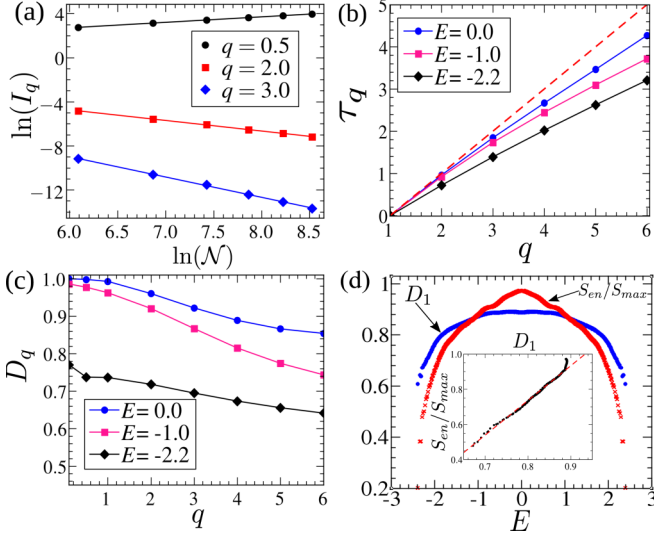 (a)
ln(I_q)
4
0
−4
−8
−12
q = 0.5
q = 2.0
q = 3.0
6.0 6.5 7.0 7.5 8.0 8.5
ln(𝒩)
(b)
τ_q
5
4
3
2
1
0
E = 0.0
E = -1.0
E = -2.2
1 2 3 4 5 6
q
(c)
D_q
1.0
0.9
0.8
0.7
0.6
0.5
E = 0.0
E = -1.0
E = -2.2
0 1 2 3 4 5 6
q
(d)
1
0.8
0.6
0.4
0.2
D_1
S_en/S_max
D_1
S_en/S_max
1.0
0.8
0.6
0.4
0.7 0.8 0.9
-3 -2 -1 0 1 2 3
E